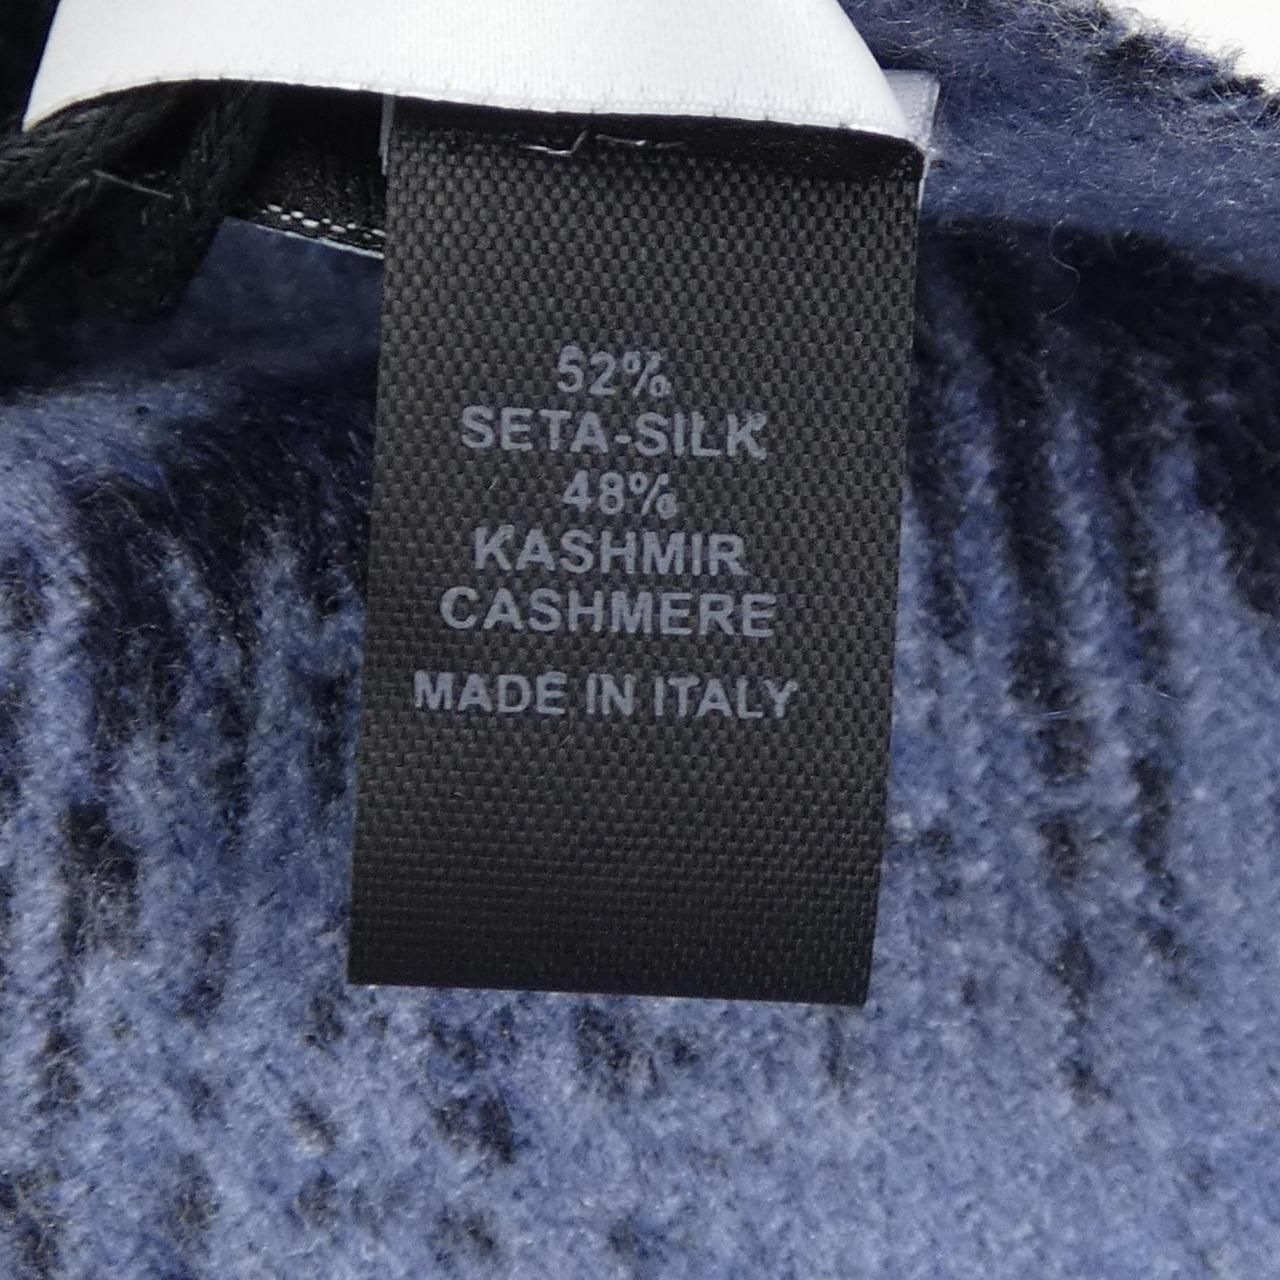 52%
SETA-SILK
48%
KASHMIR
CASHMERE
MADE IN ITALY